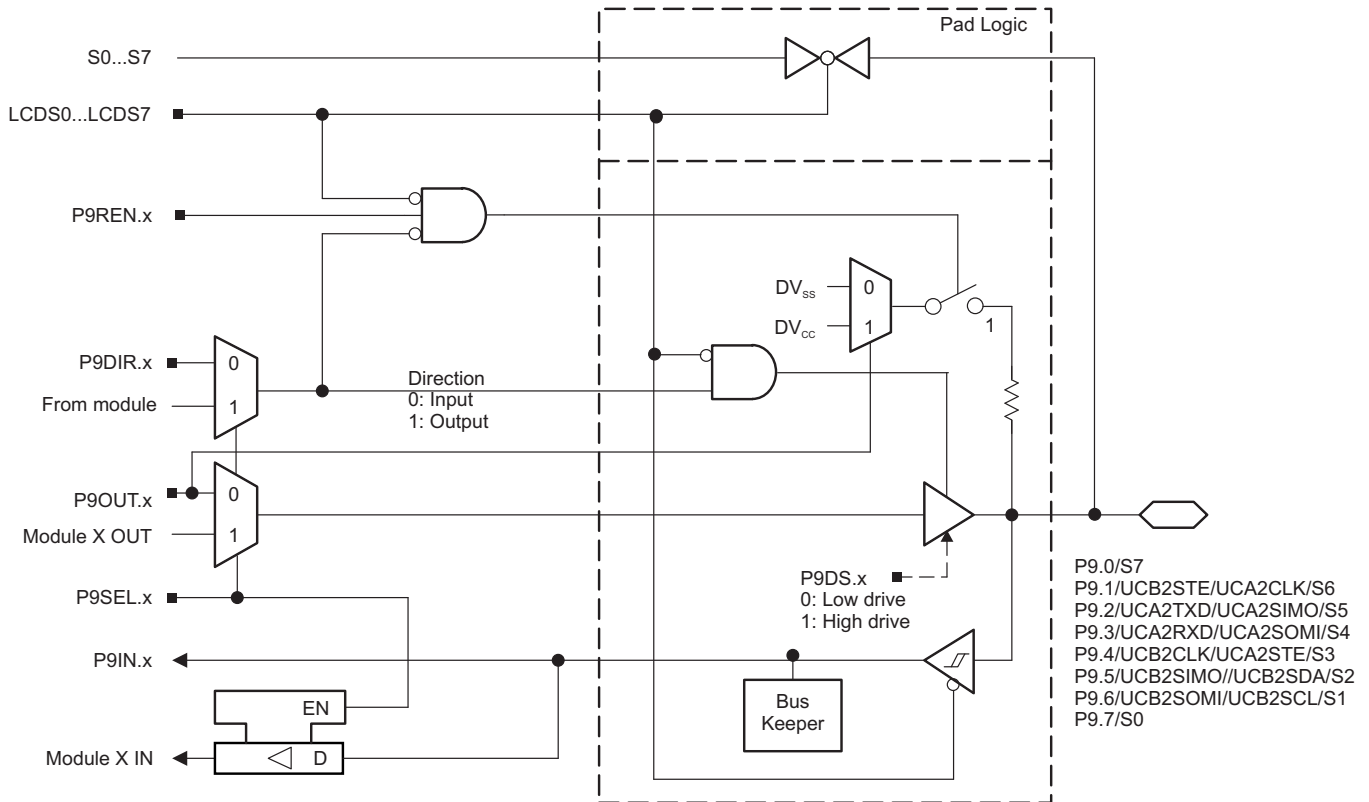 Pad Logic
S0...S7
LCDS0...LCDS7
P9REN.x
DVSS
0
DVCC
1
1
P9DIR.x
0
From module
1
Direction
0: Input
1: Output
P9OUT.x
0
Module X OUT
1
P9SEL.x
P9DS.x
0: Low drive
1: High drive
P9IN.x
Bus
Keeper
EN
D
Module X IN
P9.0/S7
P9.1/UCB2STE/UCA2CLK/S6
P9.2/UCA2TXD/UCA2SIMO/S5
P9.3/UCA2RXD/UCA2SOMI/S4
P9.4/UCB2CLK/UCA2STE/S3
P9.5/UCB2SIMO//UCB2SDA/S2
P9.6/UCB2SOMI/UCB2SCL/S1
P9.7/S0